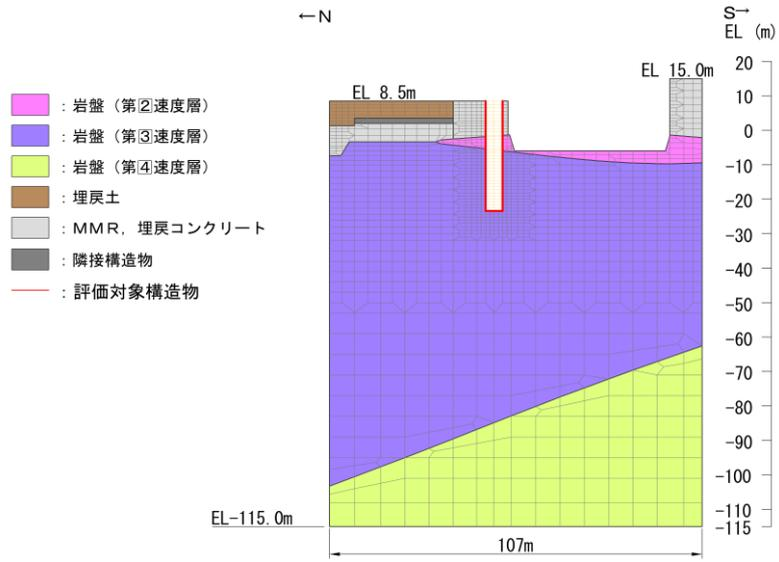 ←N
S→
EL (m)
EL 15.0m
EL 8.5m
：岩盤（第②速度層）
：岩盤（第③速度層）
：岩盤（第④速度層）
：埋戻土
：MMR，埋戻コンクリート
：隣接構造物
：評価対象構造物
20
10
0
-10
-20
-30
-40
-50
-60
-70
-80
-90
-100
-110
-115
EL-115.0m
107m